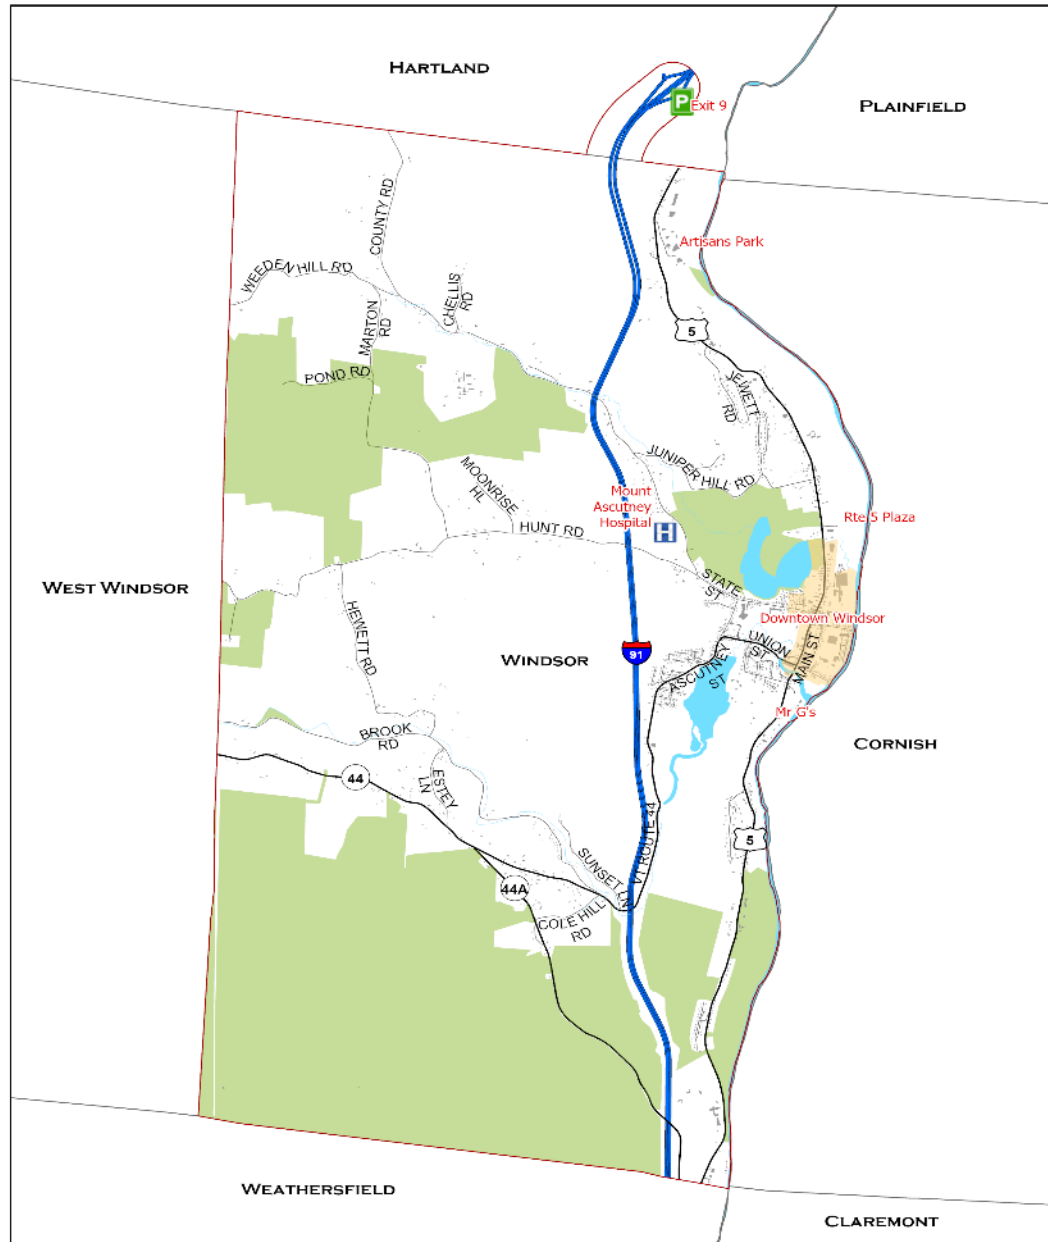 HARTLAND
P
Exit 9
PLAINFIELD
COUNTY RD
Artisans Park
WEEDEN HILL RD
CHELLIS
RD
MARTON
RD
5
POND RD
JEWETT
RD
JUNIPER HILL RD
MOONRISE
HL
Mount
Ascutney
Hospital
H
Rte 5 Plaza
HUNT RD
STATE
ST
WEST WINDSOR
HEWETT RD
Downtown Windsor
UNION
ST
MAIN ST
WINDSOR
91
ASCUTNEY
ST
Mr G's
BROOK
RD
CORNISH
44
ESTEY
LN
VT ROUTE 44
5
SUNSET LN
44A
COLE HILL
RD
WEATHERSFIELD
CLAREMONT